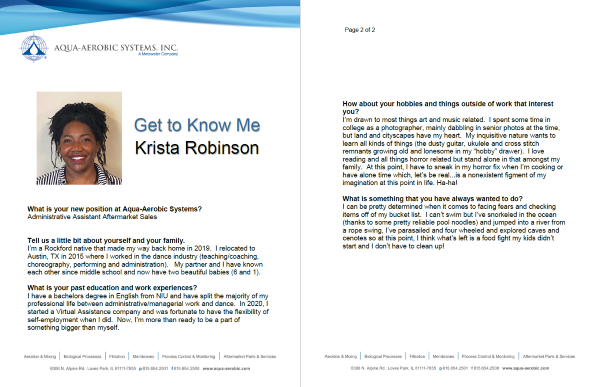 AQUA-AEROBIC SYSTEMS, INC.
A Metawater Company
Get to Know Me
Krista Robinson
What is your new position at Aqua-Aerobic Systems?
Administrative Assistant Aftermarket Sales
Tell us a little bit about yourself and your family.
I'm a Rockford native that made my way back home in 2019. I relocated to
Austin, TX in 2015 where I worked in the dance industry (teaching/coaching,
choreography, performing and administration). My partner and I have known
each other since middle school and now have two beautiful babies (6 and 1).
What is your past education and work experiences?
I have a bachelors degree in English from NIU and have split the majority of my
professional life between administrative/managerial work and dance. In 2020, I
started a Virtual Assistance company and was fortunate to have the flexibility of
self-employment when I did. Now, I'm more than ready to be a part of
something bigger than myself.
Aeration & Mixing | Biological Processes | Filtration | Membranes | Process Control & Monitoring | Aftermarket Parts & Services
6306 N. Alpine Rd. Loves Park, IL 61111-7655 p 815.654.2501 f 815.654.2508 www.aqua-aerobic.com
Page 2 of 2
How about your hobbies and things outside of work that interest
you?
I'm drawn to most things art and music related. I spent some time in
college as a photographer, mainly dabbling in senior photos at the time,
but land and cityscapes have my heart. My inquisitive nature wants to
learn all kinds of things (the dusty guitar, ukulele and cross stitch
remnants growing old and lonesome in my "hobby" drawer). I love
reading and all things horror related but stand alone in that amongst my
family. At this point, I have to sneak in my horror fix when I'm cooking or
have alone time which, let's be real...is a nonexistent figment of my
imagination at this point in life. Ha-ha!
What is something that you have always wanted to do?
I can be pretty determined when it comes to facing fears and checking
items off of my bucket list. I can't swim but I've snorkeled in the ocean
(thanks to some pretty reliable pool noodles) and jumped into a river from
a rope swing, I've parasailed and four wheeled and explored caves and
cenotes so at this point, I think what's left is a food fight my kids didn't
start and I don't have to clean up!
Aeration & Mixing | Biological Processes | Filtration | Membranes | Process Control & Monitoring | Aftermarket Parts & Services
6306 N. Alpine Rd. Loves Park, IL 61111-7655 p 815.654.2501 f 815.654.2508 www.aqua-aerobic.com